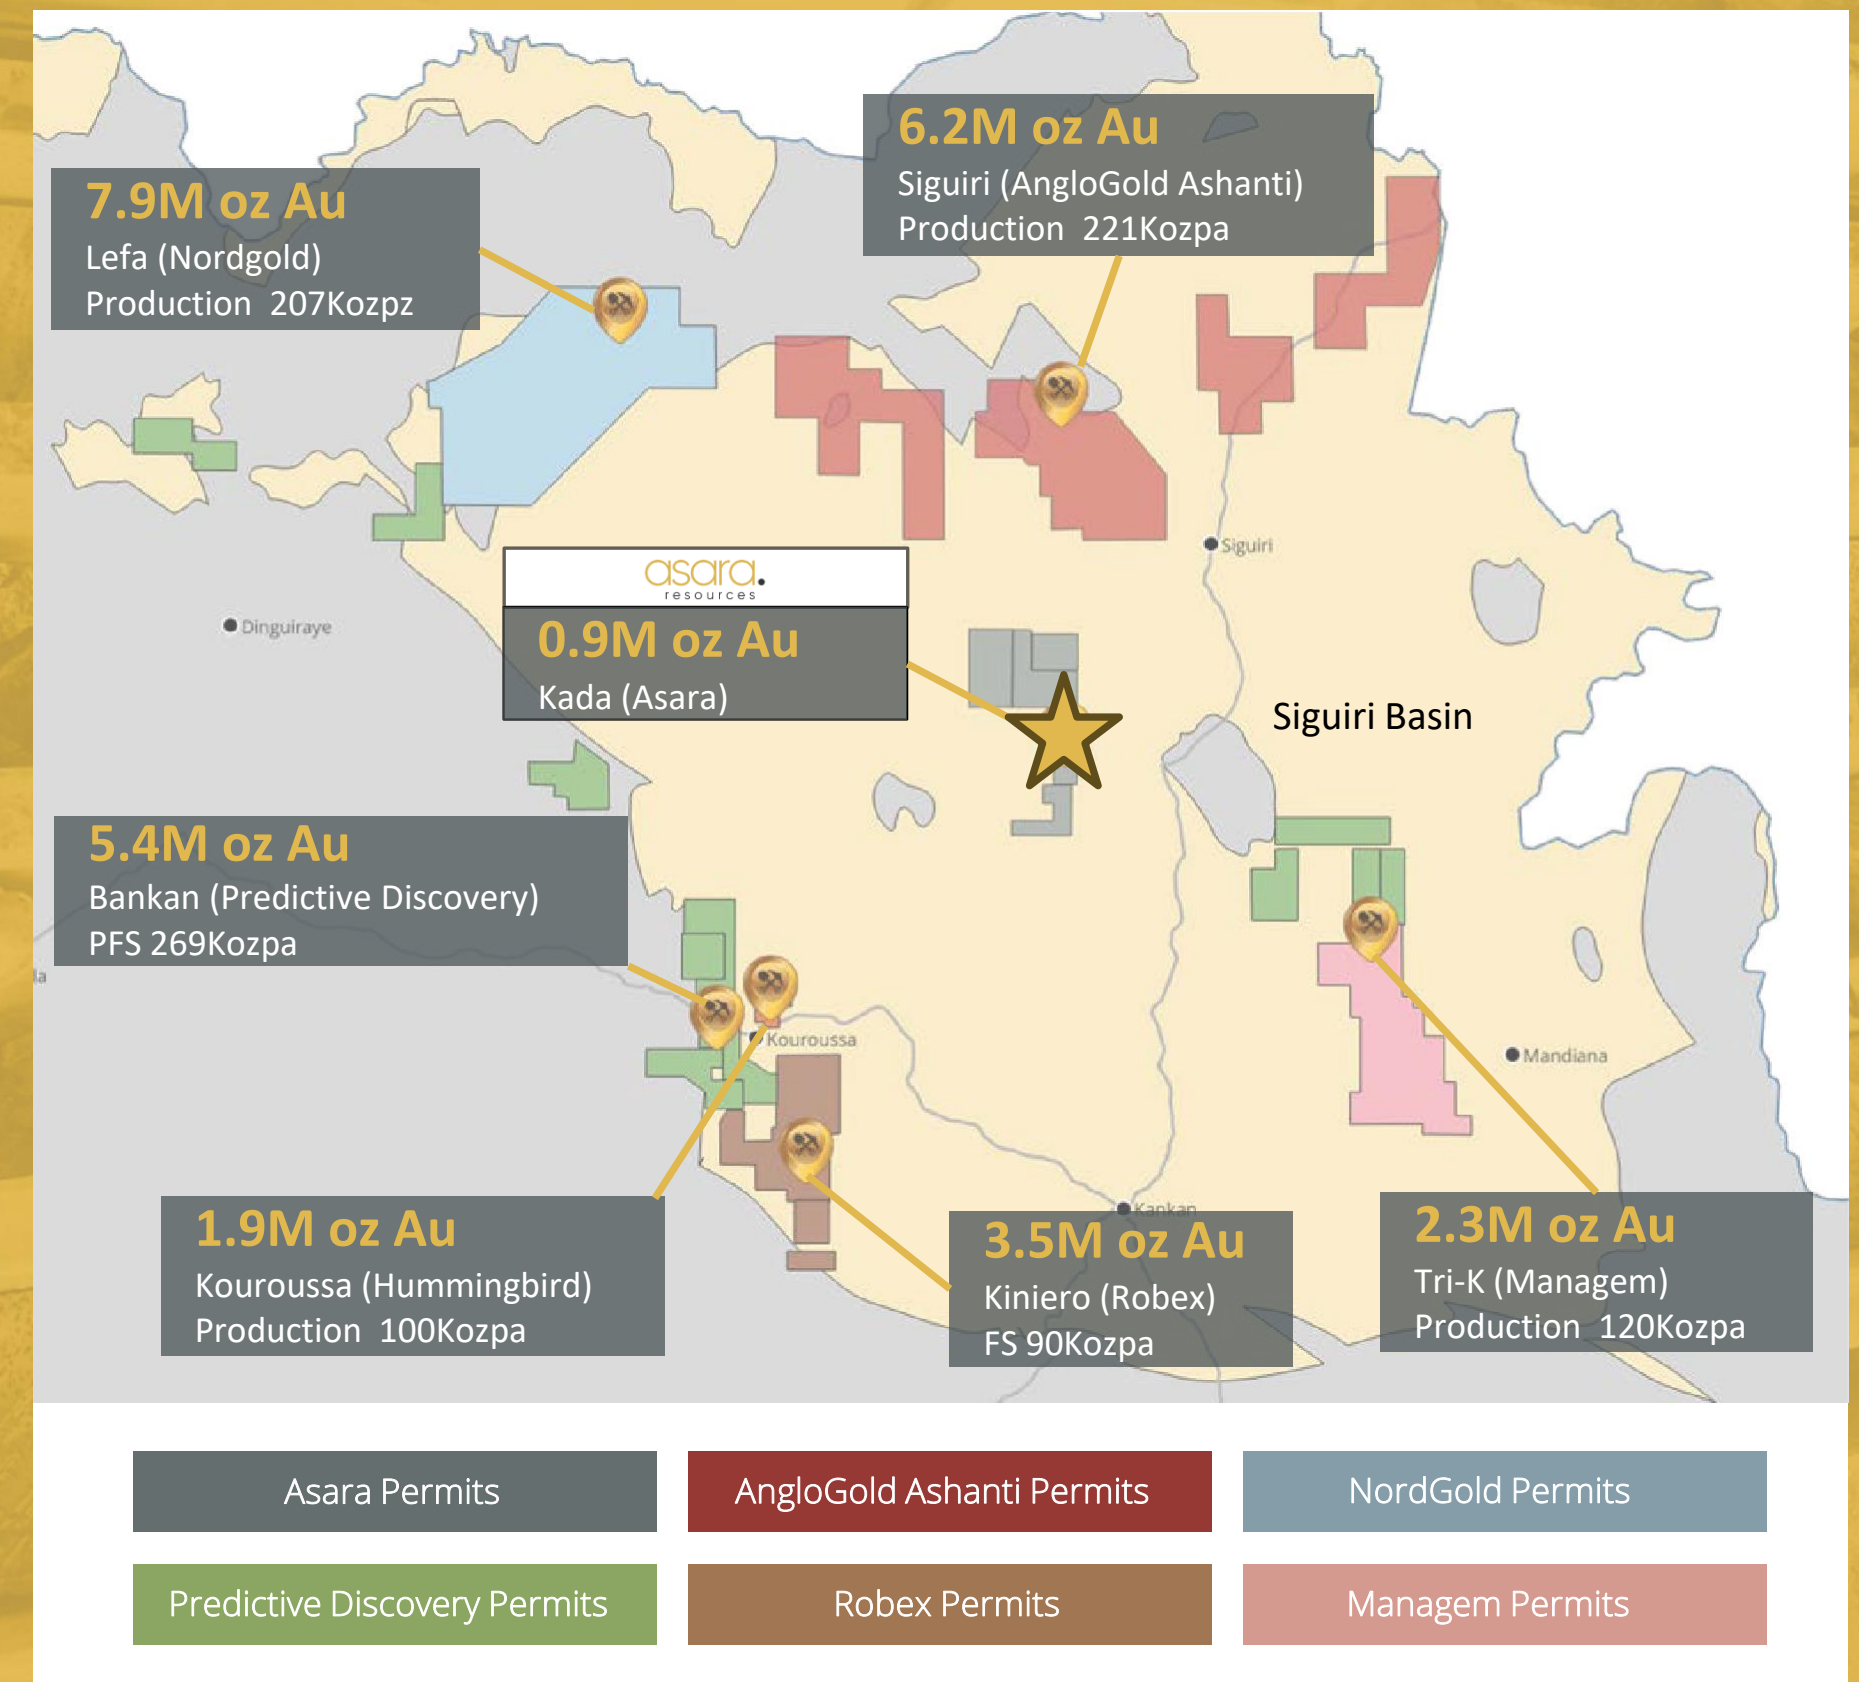 6.2M oz Au
Siguiri (AngloGold Ashanti)
Production 221Kozpa
7.9M oz Au
Lefa (Nordgold)
Production 207Kozpz
Siguiri
asara.
resources
0.9M oz Au
Kada (Asara)
Dinguiraye
Siguiri Basin
5.4M oz Au
Bankan (Predictive Discovery)
PFS 269Kozpa
la
Kouroussa
Mandiana
Kankan
1.9M oz Au
Kouroussa (Hummingbird)
Production 100Kozpa
3.5M oz Au
Kiniero (Robex)
FS 90Kozpa
2.3M oz Au
Tri-K (Managem)
Production 120Kozpa
Asara Permits
AngloGold Ashanti Permits
NordGold Permits
Predictive Discovery Permits
Robex Permits
Managem Permits